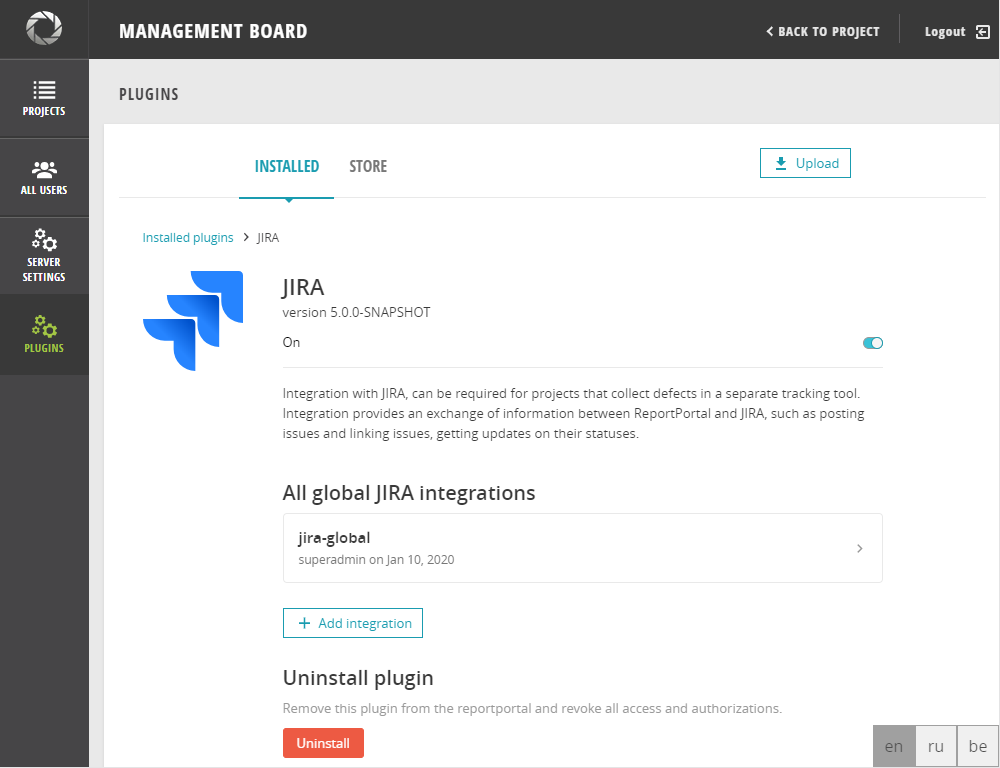 MANAGEMENT BOARD
BACK TO PROJECT
Logout
PROJECTS
ALL USERS
SERVER
SETTINGS
PLUGINS
PLUGINS
INSTALLED
STORE
Upload
Installed plugins > JIRA
JIRA
version 5.0.0-SNAPSHOT
On
Integration with JIRA, can be required for projects that collect defects in a separate tracking tool.
Integration provides an exchange of information between ReportPortal and JIRA, such as posting
issues and linking issues, getting updates on their statuses.
All global JIRA integrations
jira-global
superadmin on Jan 10, 2020
Add integration
Uninstall plugin
Remove this plugin from the reportportal and revoke all access and authorizations.
Uninstall
en
ru
be